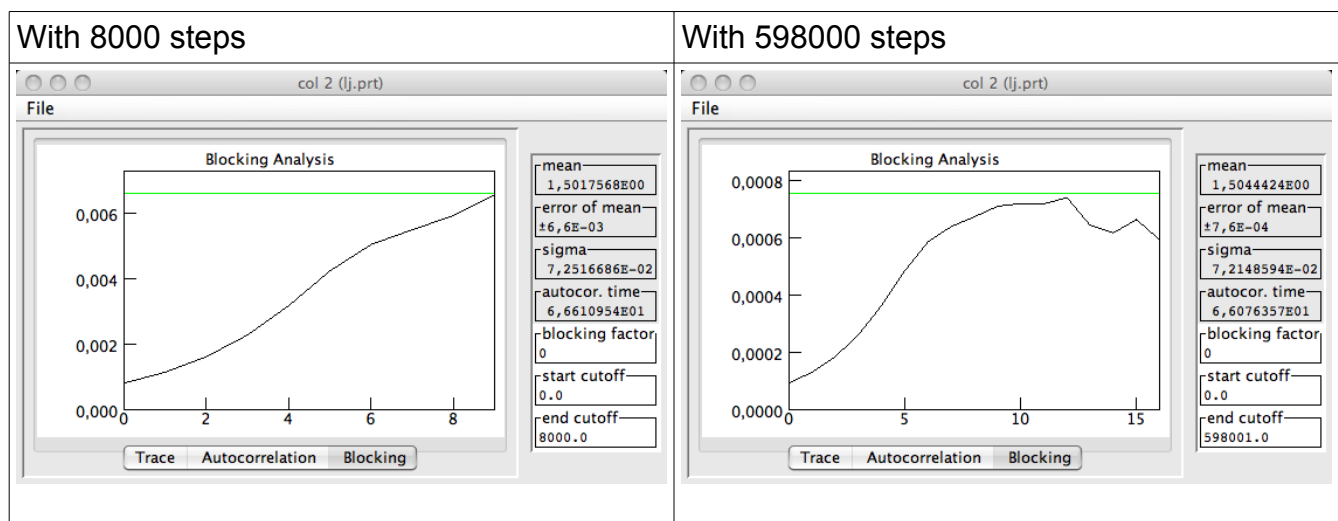 With 8000 steps
col 2 (lj.prt)
File
Blocking Analysis
0,006
0,004
0,002
0,000
0
2
4
6
8
mean
1,5017568E00
error of mean
±6,6E-03
sigma
7,2516686E-02
autocor. time
6,6610954E01
blocking factor
0
start cutoff
0.0
end cutoff
8000.0
Trace Autocorrelation Blocking
With 598000 steps
col 2 (lj.prt)
File
Blocking Analysis
0,0008
0,0006
0,0004
0,0002
0,0000
0
5
10
15
mean
1,5044424E00
error of mean
±7,6E-04
sigma
7,2148594E-02
autocor. time
6,6076357E01
blocking factor
0
start cutoff
0.0
end cutoff
598001.0
Trace Autocorrelation Blocking